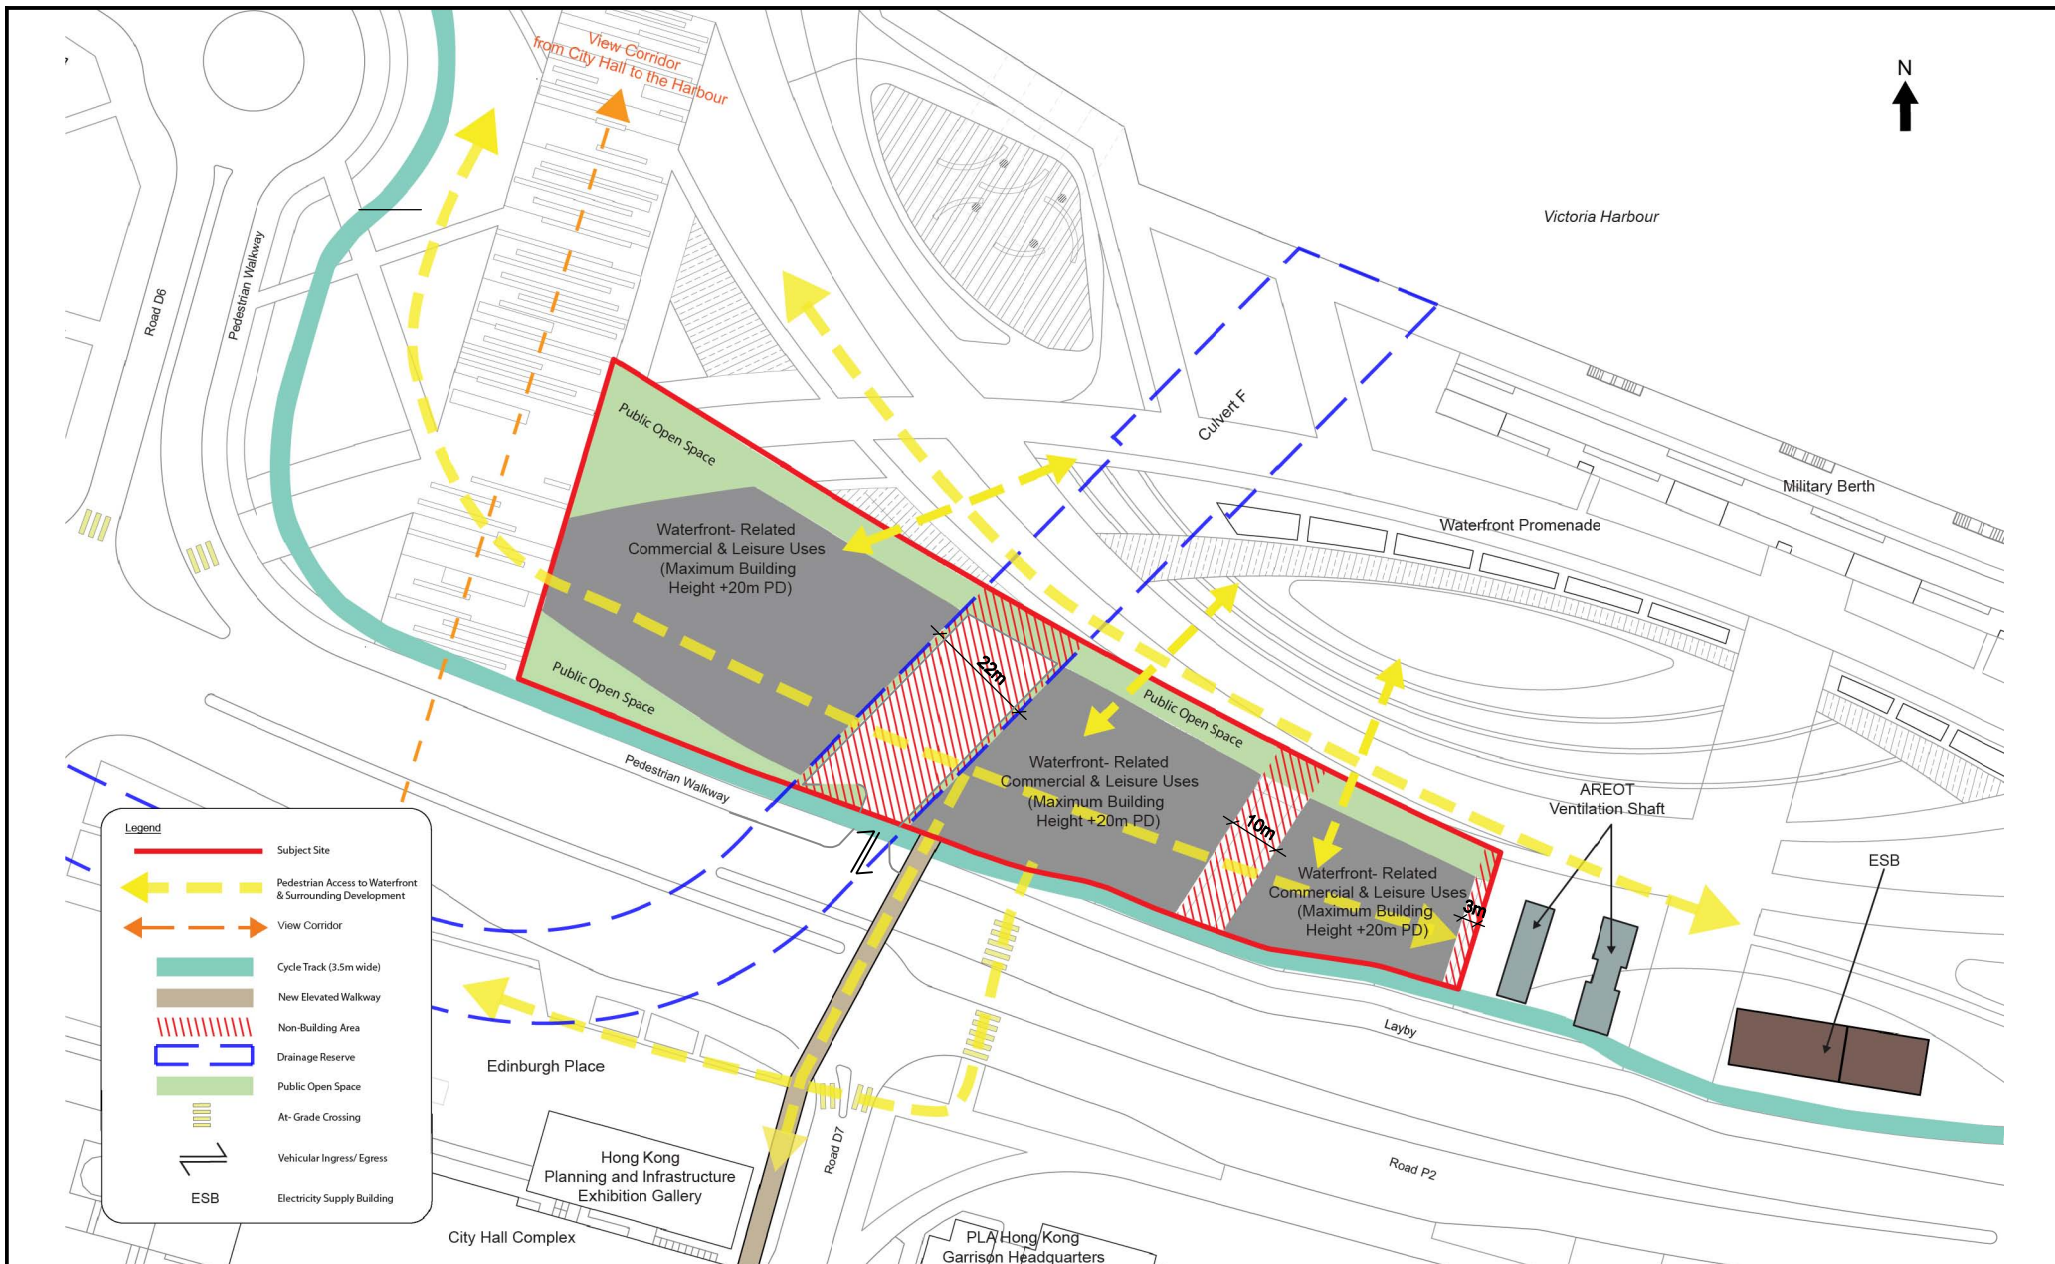 View Corridor
from City Hall to the Harbour
N
Victoria Harbour
Road D6
Pedestrian Walkway
Public Open Space
Culvert F
Military Berth
Waterfront Promenade
Waterfront- Related
Commercial & Leisure Uses
(Maximum Building
Height +20m PD)
22m
Public Open Space
Public Open Space
Pedestrian Walkway
Waterfront- Related
Commercial & Leisure Uses
(Maximum Building
Height +20m PD)
10m
AREOT
Ventilation Shaft
ESB
Waterfront- Related
Commercial & Leisure Uses
(Maximum Building
Height +20m PD)
3m
Layby
Edinburgh Place
Road D7
Road P2
Hong Kong
Planning and Infrastructure
Exhibition Gallery
City Hall Complex
PLA Hong Kong
Garrison Headquarters
Legend
Subject Site
Pedestrian Access to Waterfront
& Surrounding Development
View Corridor
Cycle Track (3.5m wide)
New Elevated Walkway
Non-Building Area
Drainage Reserve
Public Open Space
At- Grade Crossing
Vehicular Ingress/ Egress
ESB
Electricity Supply Building